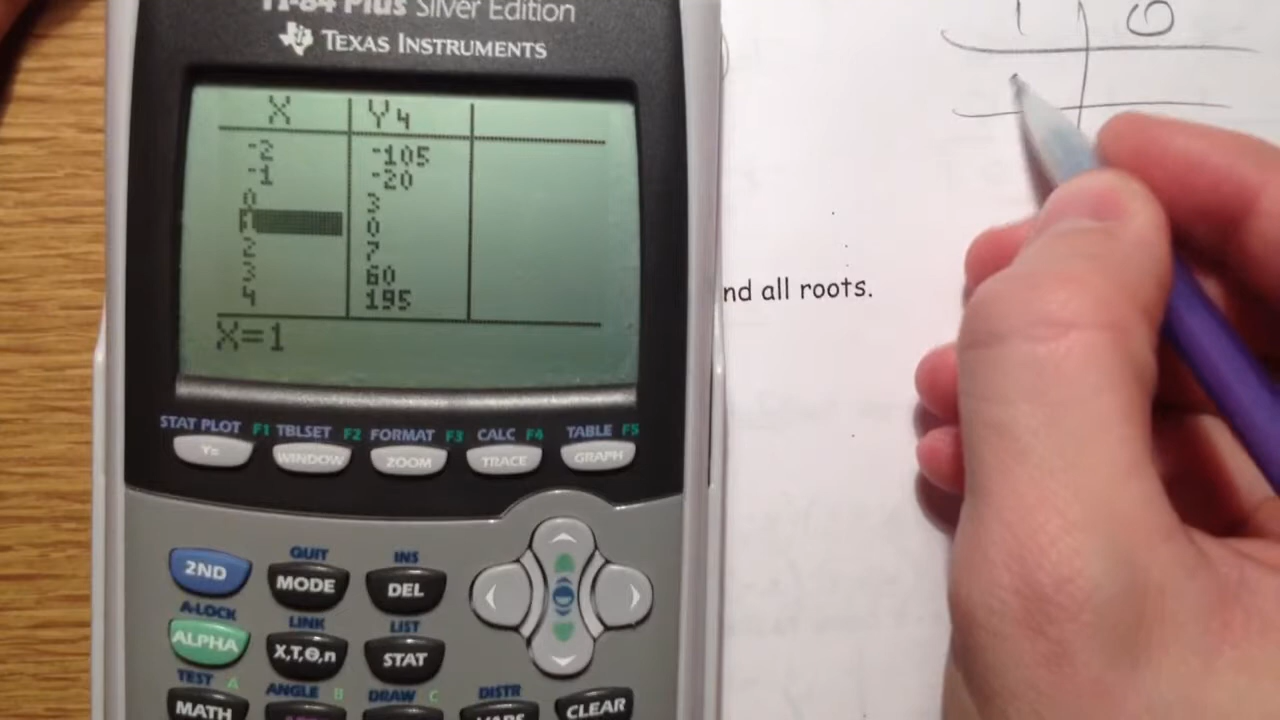 TI-84 Plus Silver Edition
TEXAS INSTRUMENTS
X Y4
-2 -105
-1 -20
0 3
1 0
2 7
3 60
4 195
X=1
STAT PLOT F1 TBLSET F2 FORMAT F3 CALC F4 TABLE F5
Y= WINDOW ZOOM TRACE GRAPH
QUIT INS
2ND MODE DEL
A-LOCK LINK LIST
ALPHA X,T,Θ,n STAT
TEST A ANGLE B DRAW C DISTR
MATH VARS CLEAR
1 0
nd all roots.